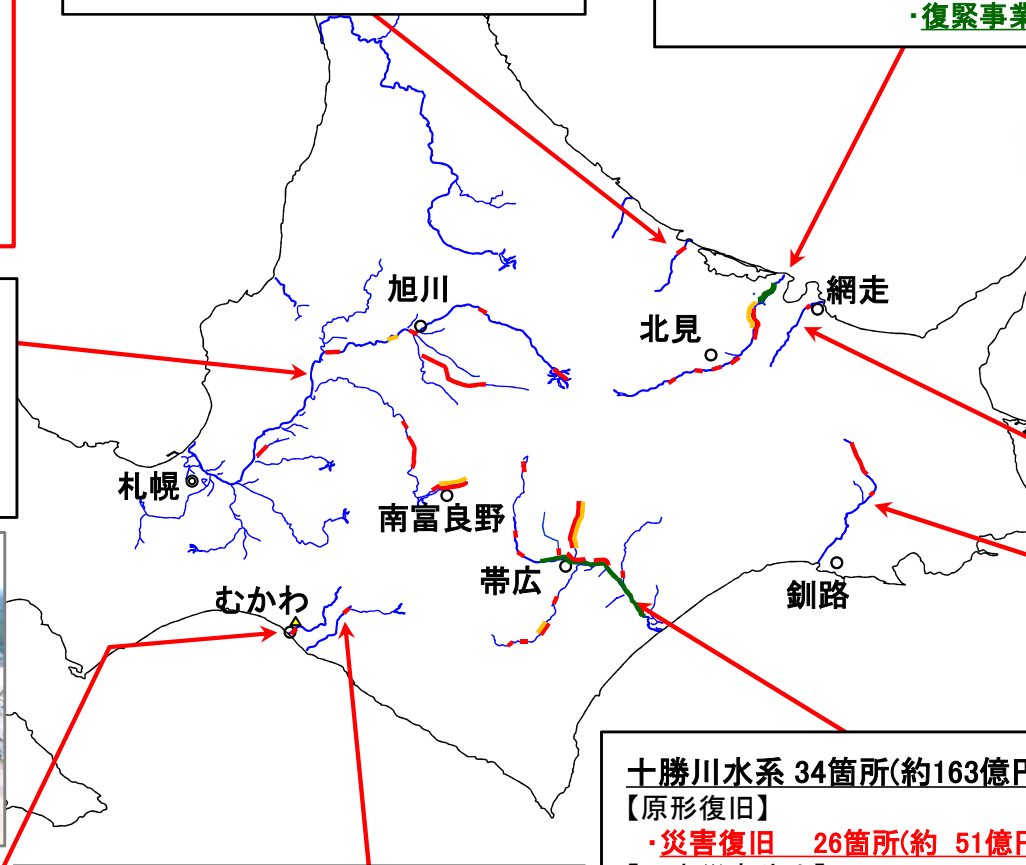 ・復緊事業
旭川
網走
北見
札幌
南富良野
帯広
釧路
むかわ
十勝川水系 34箇所(約163億円
【原形復旧】
・災害復旧 26箇所(約 51億円